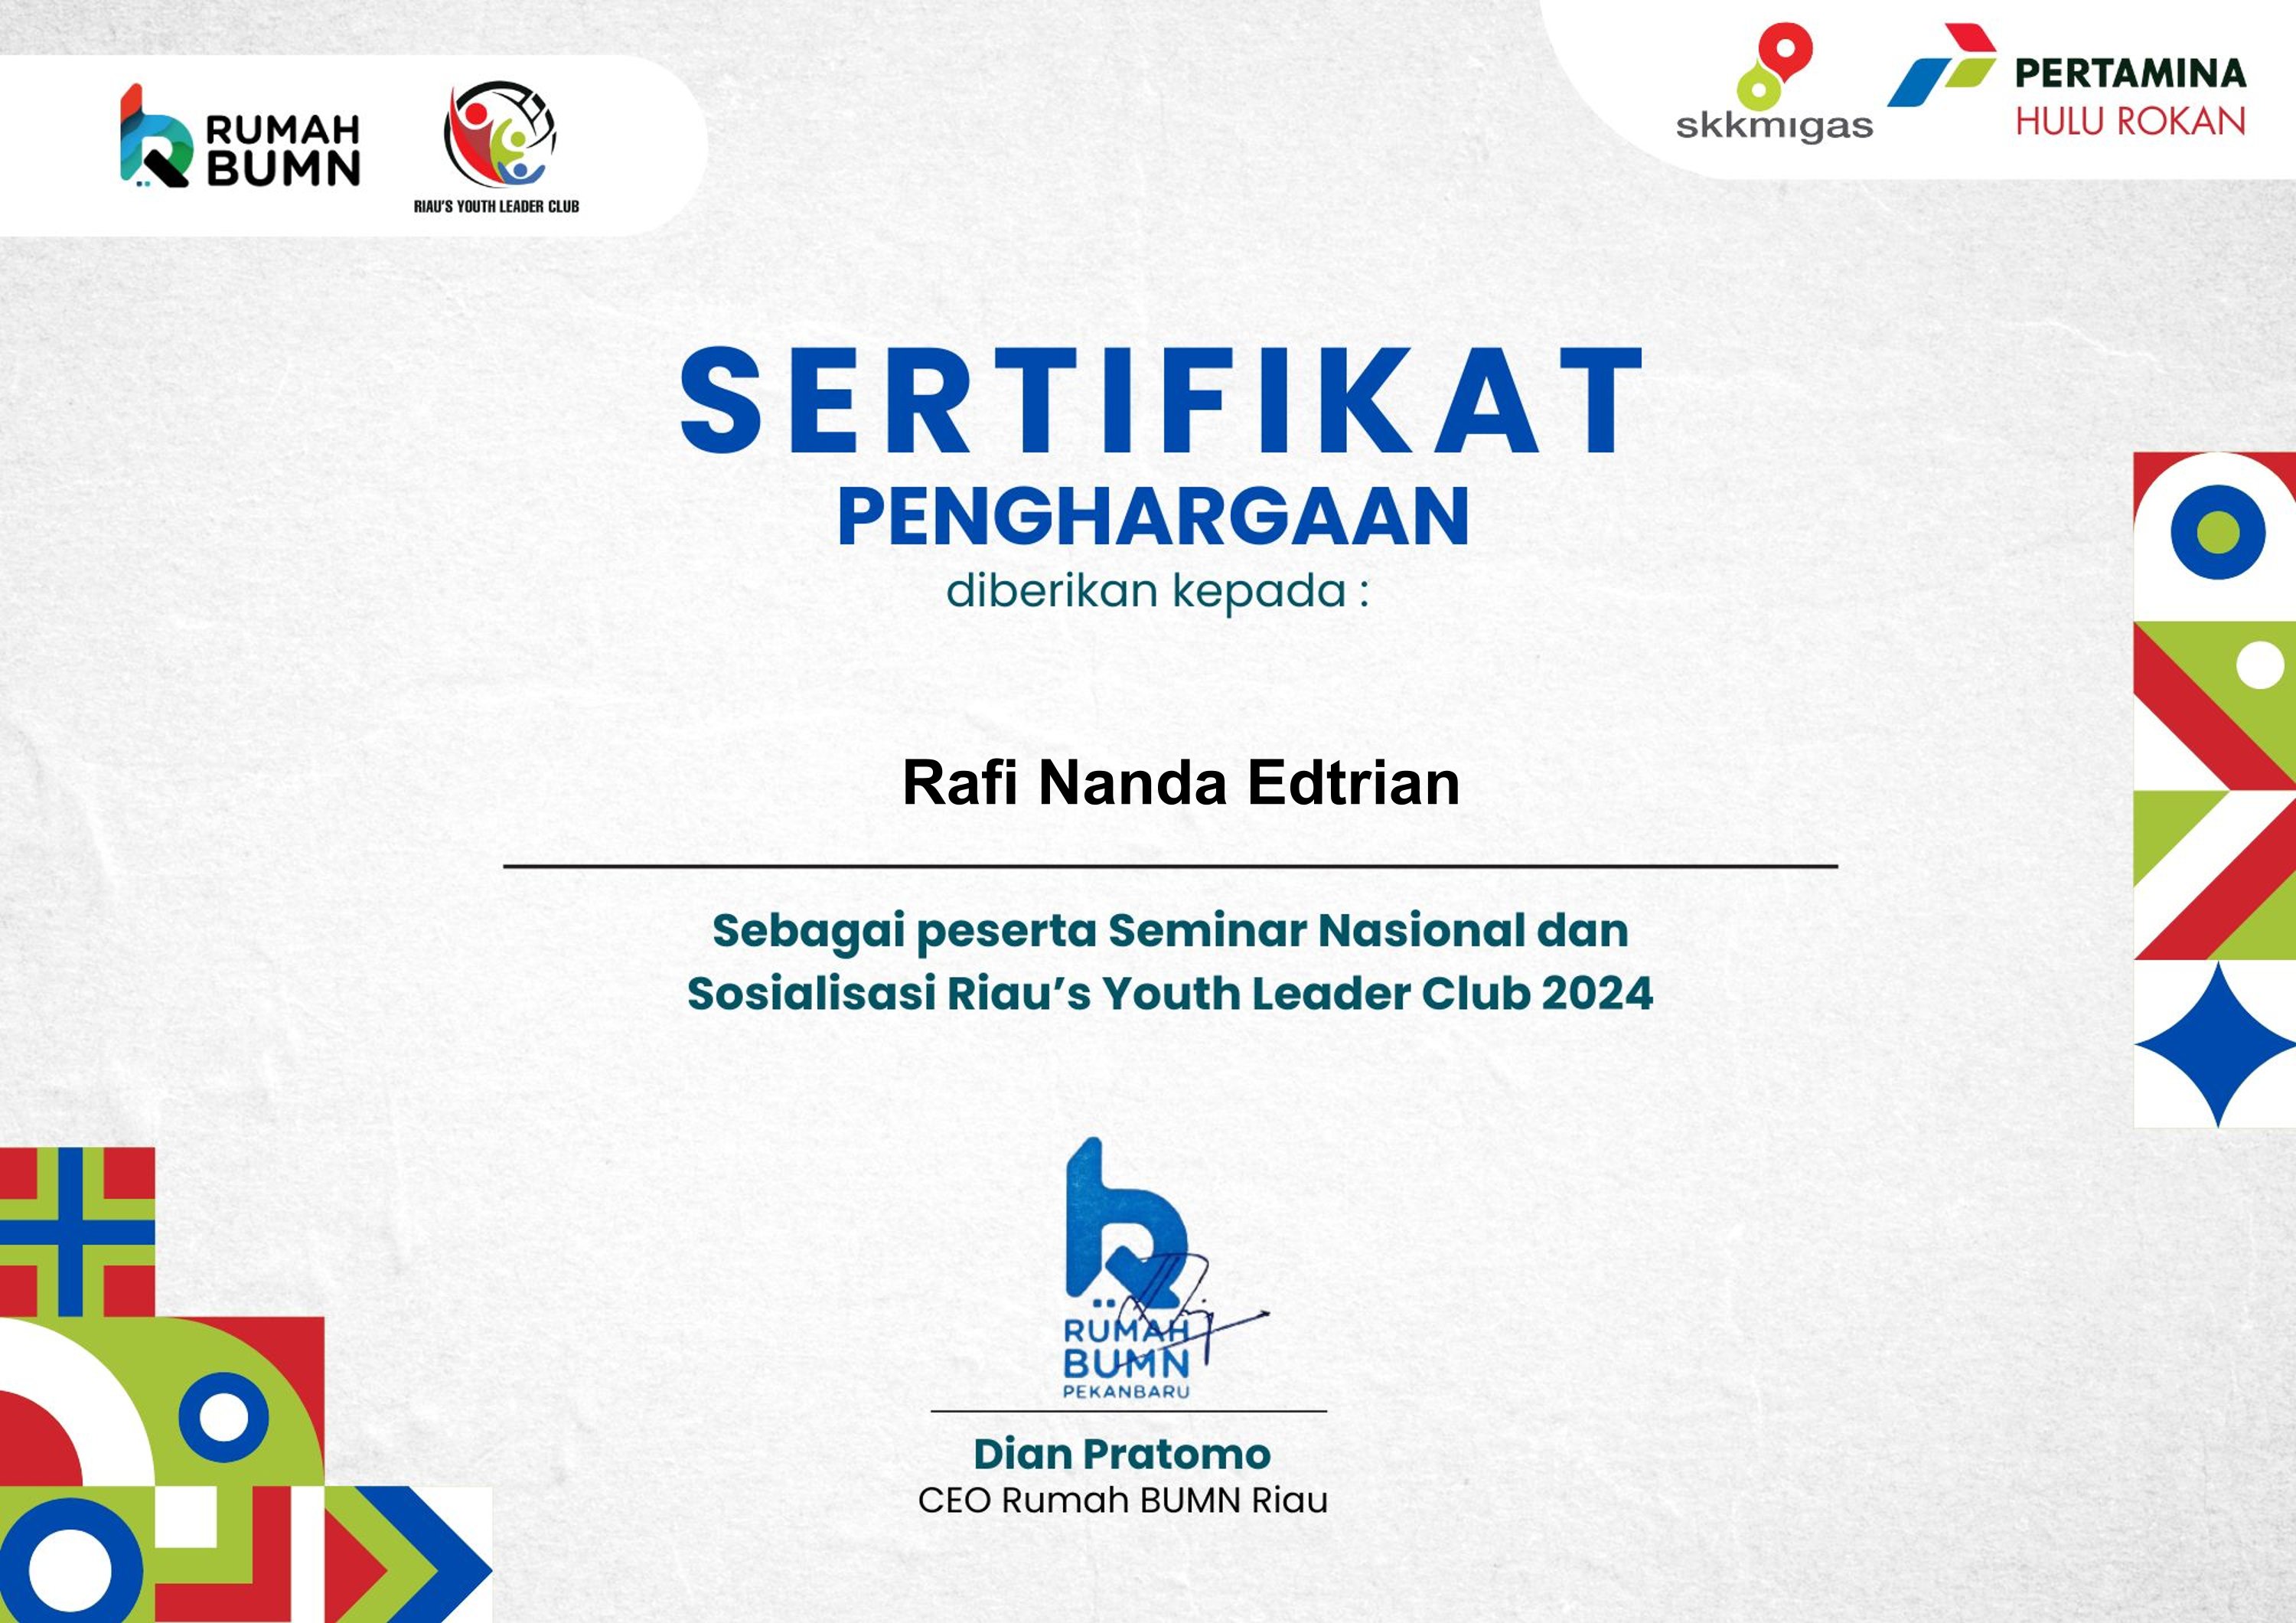 RUMAH
BUMN
RIAU'S YOUTH LEADER CLUB
skkmigas
PERTAMINA
HULU ROKAN
SERTIFIKAT
PENGHARGAAN
diberikan kepada :
Rafi Nanda Edtrian
Sebagai peserta Seminar Nasional dan
Sosialisasi Riau's Youth Leader Club 2024
RUMAH
BUMN
PEKANBARU
Dian Pratomo
CEO Rumah BUMN Riau